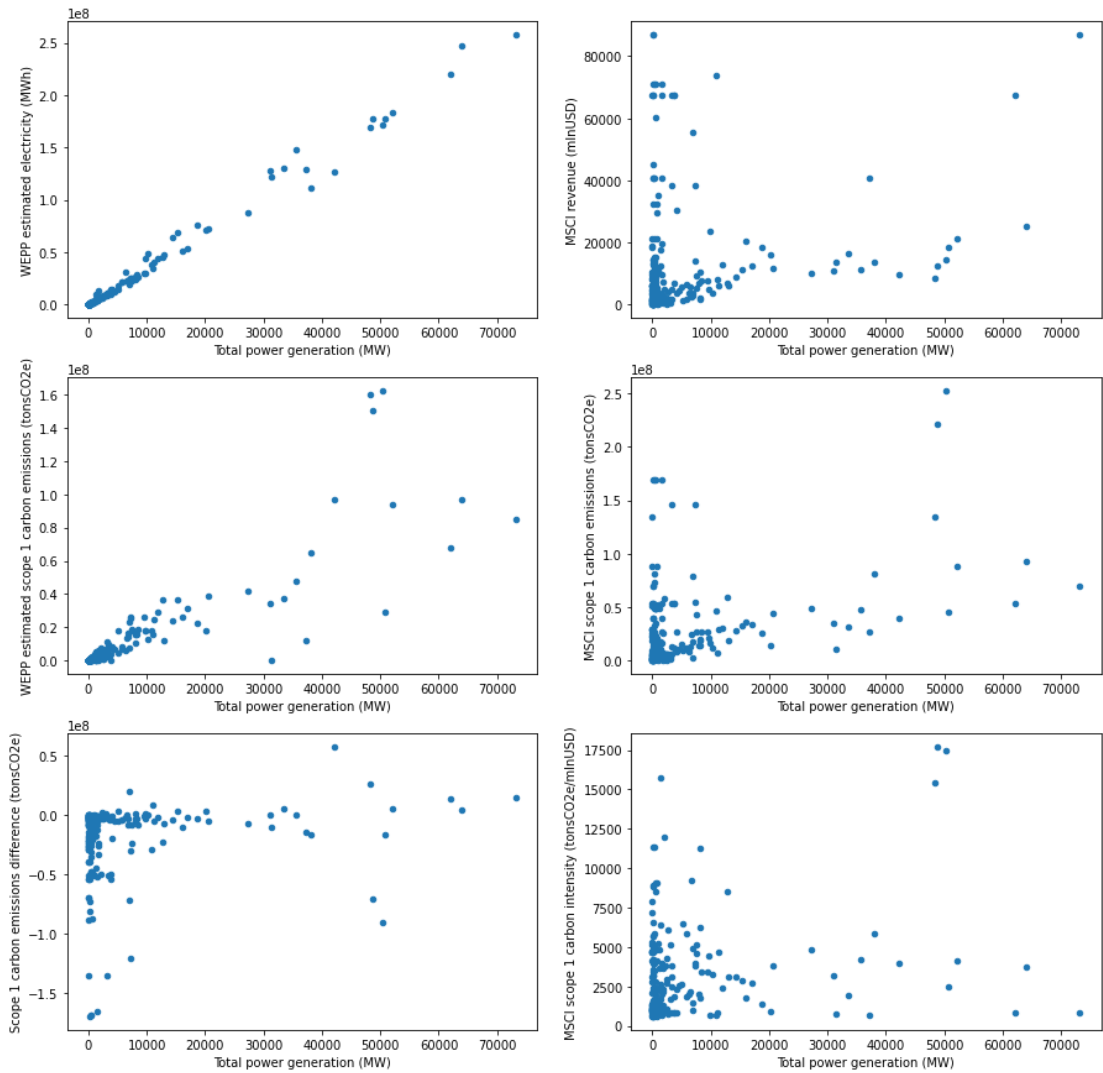 1e8
WEPP estimated electricity (MWh)
2.5
2.0
1.5
1.0
0.5
0.0
0 10000 20000 30000 40000 50000 60000 70000
Total power generation (MW)
MSCI revenue (mlnUSD)
80000
60000
40000
20000
0
0 10000 20000 30000 40000 50000 60000 70000
Total power generation (MW)
1e8
WEPP estimated scope 1 carbon emissions (tonsCO2e)
1.6
1.4
1.2
1.0
0.8
0.6
0.4
0.2
0.0
0 10000 20000 30000 40000 50000 60000 70000
Total power generation (MW)
1e8
MSCI scope 1 carbon emissions (tonsCO2e)
2.5
2.0
1.5
1.0
0.5
0.0
0 10000 20000 30000 40000 50000 60000 70000
Total power generation (MW)
1e8
Scope 1 carbon emissions difference (tonsCO2e)
0.5
0.0
−0.5
−1.0
−1.5
0 10000 20000 30000 40000 50000 60000 70000
Total power generation (MW)
MSCI scope 1 carbon intensity (tonsCO2e/mlnUSD)
17500
15000
12500
10000
7500
5000
2500
0
0 10000 20000 30000 40000 50000 60000 70000
Total power generation (MW)